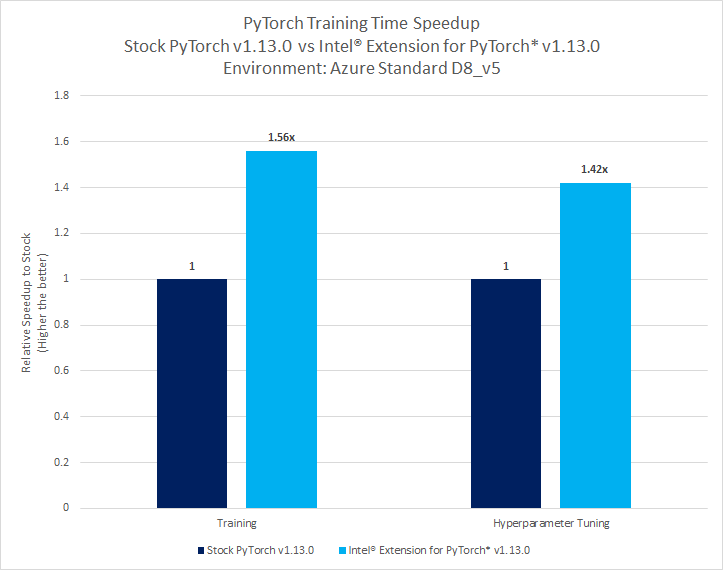 PyTorch Training Time Speedup
Stock PyTorch v1.13.0 vs Intel® Extension for PyTorch* v1.13.0
Environment: Azure Standard D8_v5
Relative Speedup to Stock
(Higher the better)
1.8
1.6
1.4
1.2
1
0.8
0.6
0.4
0.2
0
1
1.56x
1
1.42x
Training
Hyperparameter Tuning
Stock PyTorch v1.13.0
Intel® Extension for PyTorch* v1.13.0